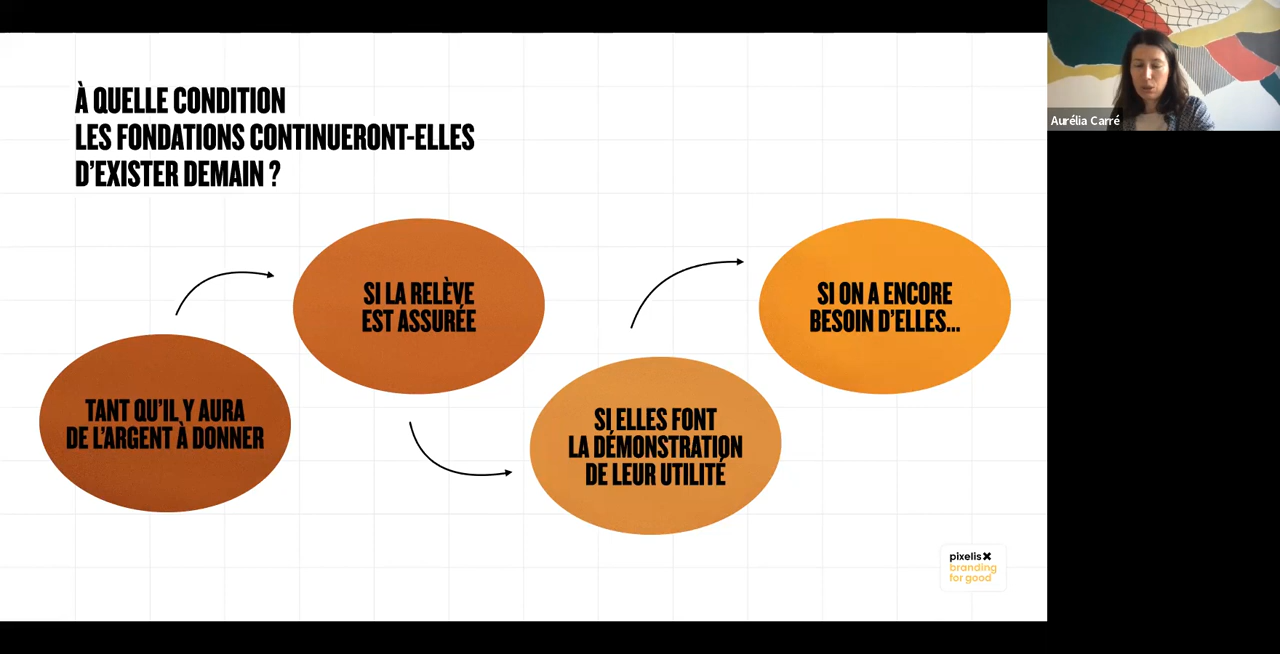 À QUELLE CONDITION
LES FONDATIONS CONTINUERONT-ELLES
D’EXISTER DEMAIN ?
TANT QU’IL Y AURA
DE L’ARGENT À DONNER
SI LA RELÈVE
EST ASSURÉE
SI ELLES FONT
LA DÉMONSTRATION
DE LEUR UTILITÉ
SI ON A ENCORE
BESOIN D’ELLES...
pixelis
branding
for good
Aurélia Carré